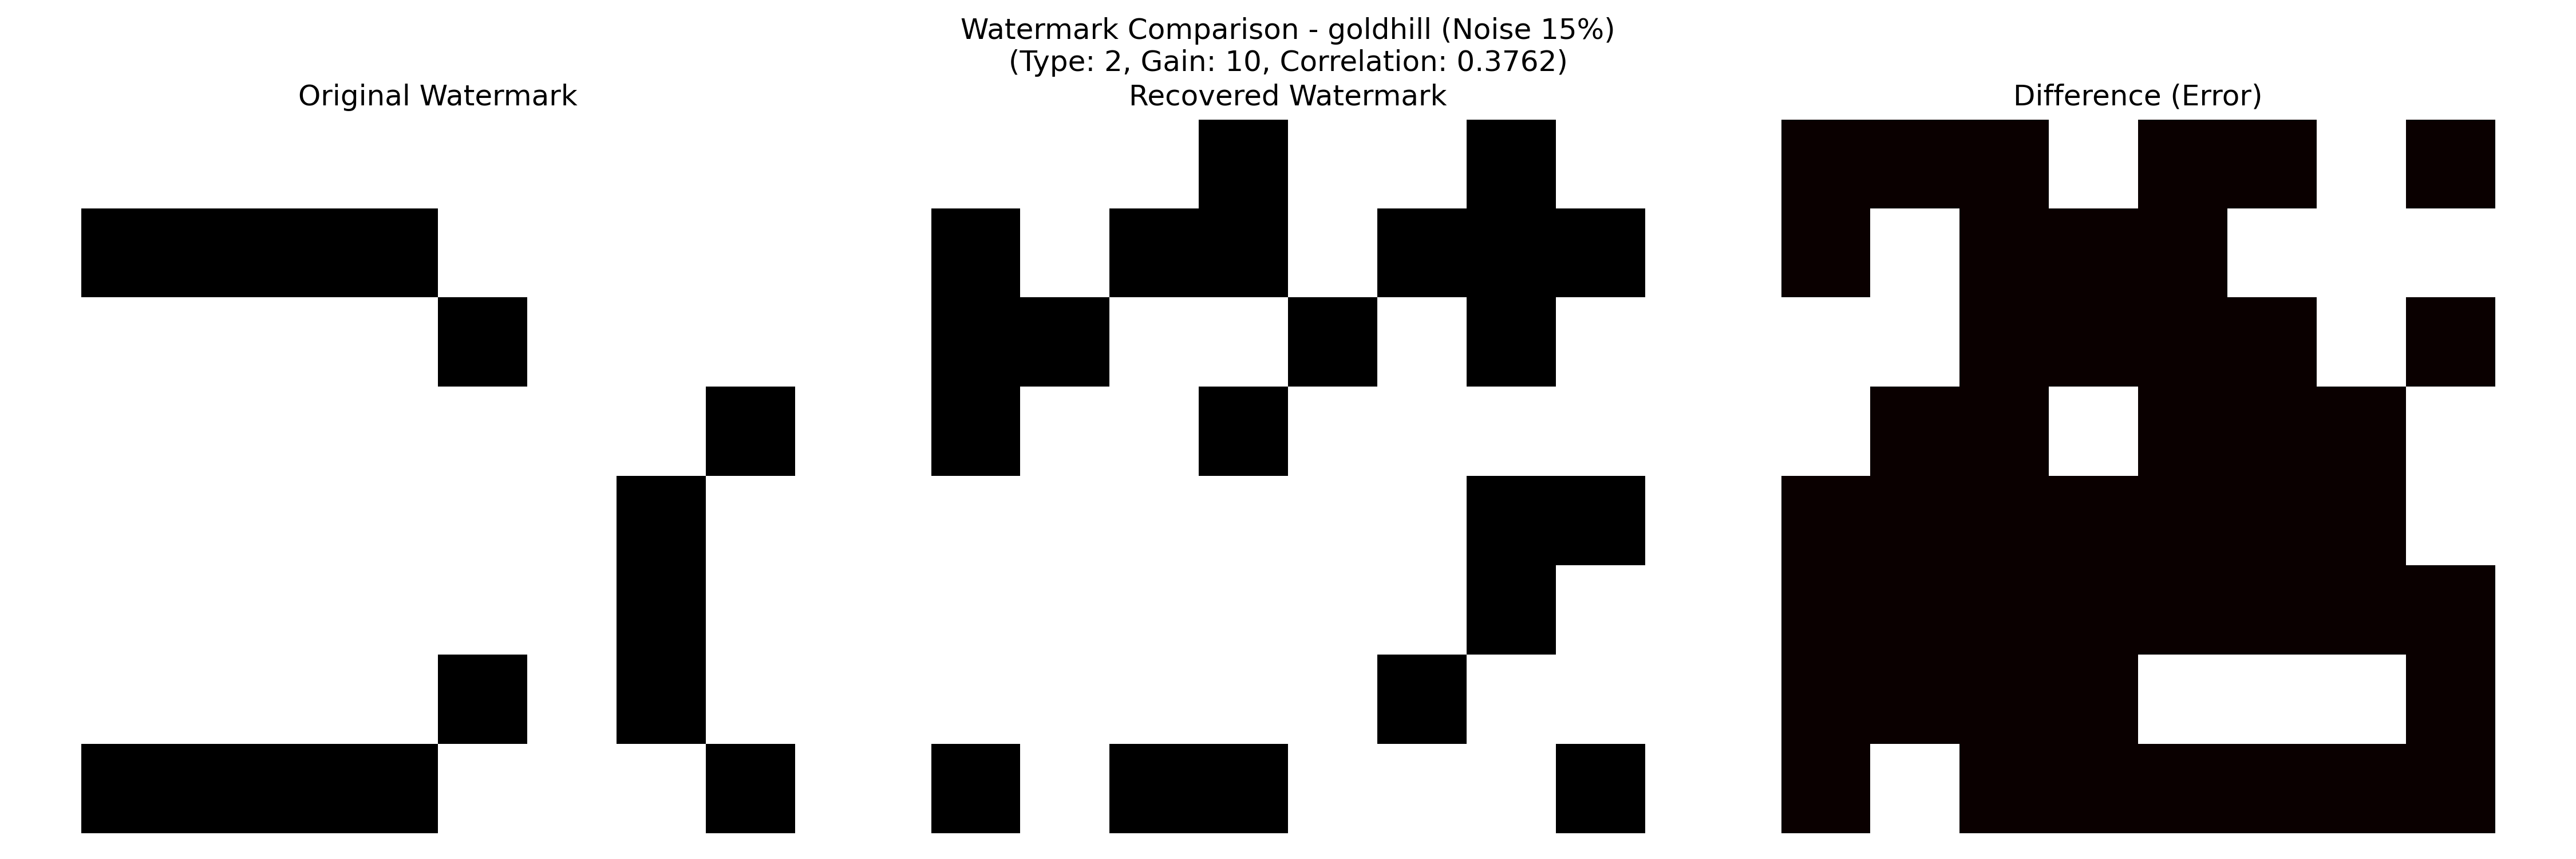 Watermark Comparison - goldhill (Noise 15%)
(Type: 2, Gain: 10, Correlation: 0.3762)
Original Watermark
Recovered Watermark
Difference (Error)